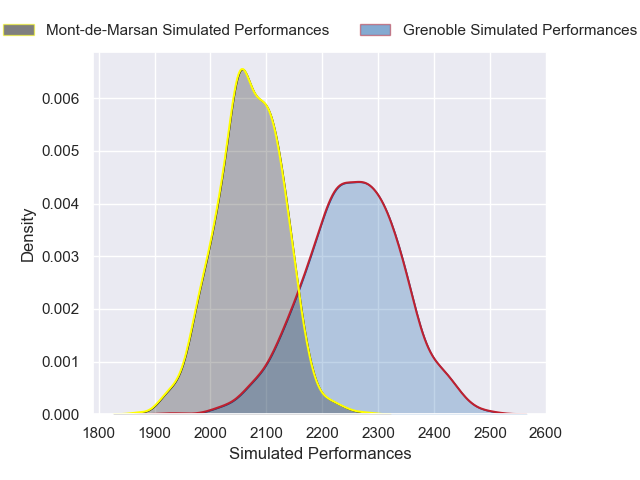 Mont-de-Marsan Simulated Performances Grenoble Simulated Performances
0.006
0.005
0.004
0.003
0.002
0.001
0.000
Density
1800 1900 2000 2100 2200 2300 2400 2500 2600
Simulated Performances